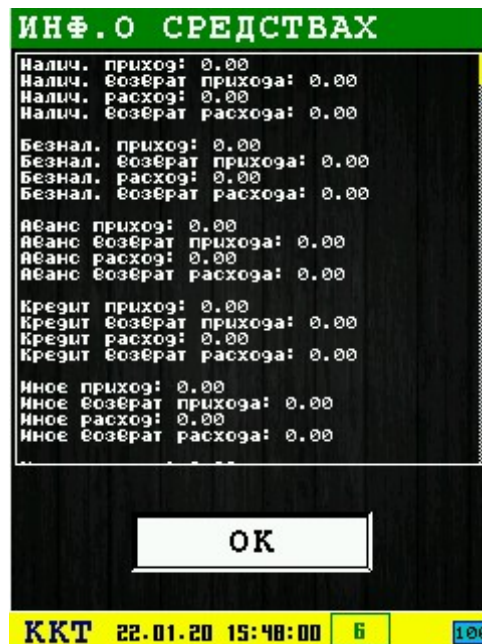 ИНФ.О СРЕДСТВАХ
Налич. приход: 0.00
Налич. возврат прихода: 0.00
Налич. расход: 0.00
Налич. возврат расхода: 0.00
Безнал. приход: 0.00
Безнал. возврат прихода: 0.00
Безнал. расход: 0.00
Безнал. возврат расхода: 0.00
Аванс приход: 0.00
Аванс возврат прихода: 0.00
Аванс расход: 0.00
Аванс возврат расхода: 0.00
Кредит приход: 0.00
Кредит возврат прихода: 0.00
Кредит расход: 0.00
Кредит возврат расхода: 0.00
Иное приход: 0.00
Иное возврат прихода: 0.00
Иное расход: 0.00
Иное возврат расхода: 0.00
OK
ККТ 22.01.20 15:48:00 6